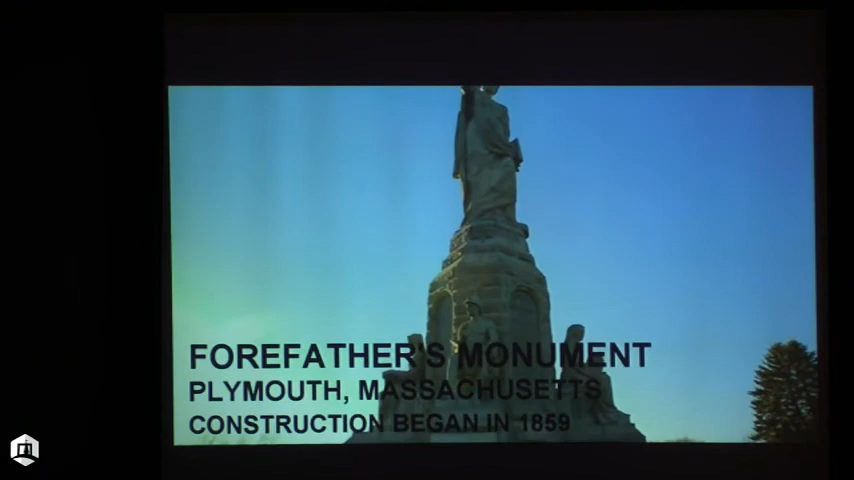 FOREFATHER'S MONUMENT
PLYMOUTH, MASSACHUSETTS
CONSTRUCTION BEGAN IN 1859